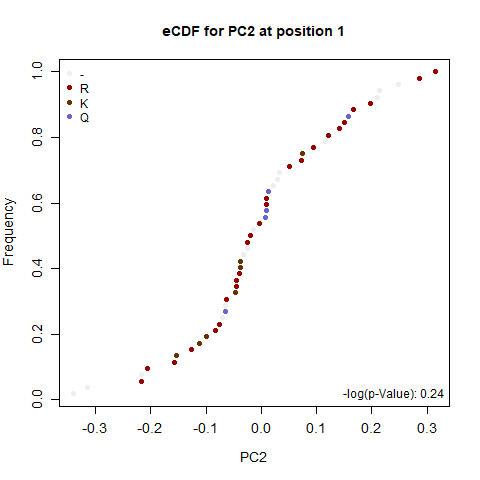 eCDF for PC2 at position 1
-
R
K
Q
Frequency
1.0
0.8
0.6
0.4
0.2
0.0
-log(p-Value): 0.24
-0.3 -0.2 -0.1 0.0 0.1 0.2 0.3
PC2